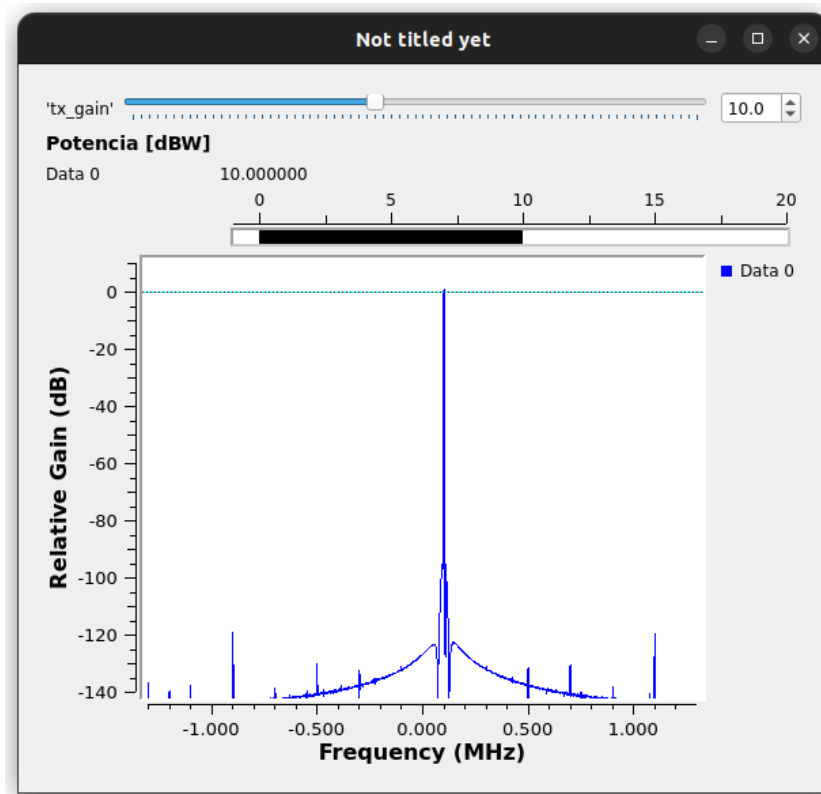 Not titled yet
'tx_gain' 10.0
Potencia [dBW]
Data 0 10.000000
0 5 10 15 20
Data 0
0
-20
-40
-60
-80
-100
-120
-140
Relative Gain (dB)
-1.000 -0.500 0.000 0.500 1.000
Frequency (MHz)